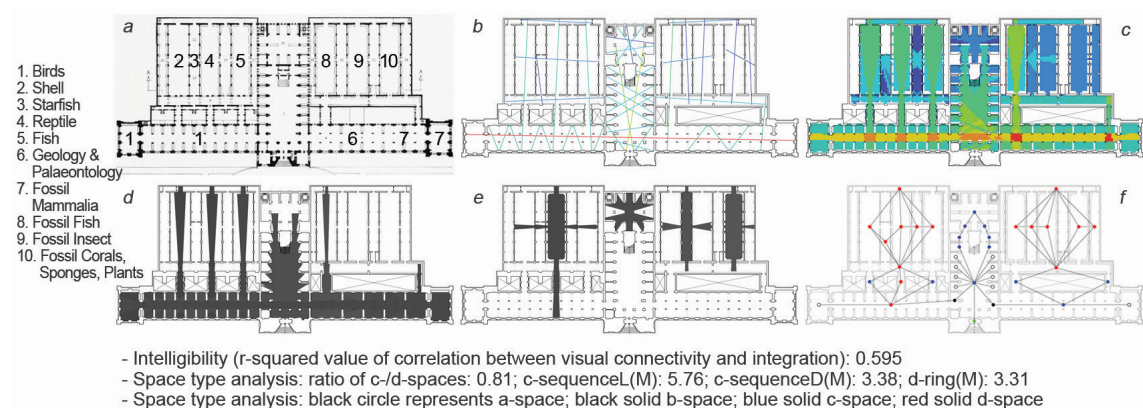 a
b
c
2 3 4 5
8 9 10
1. Birds
2. Shell
3. Starfish
4. Reptile
5. Fish
6. Geology &
Palaeontology
7. Fossil
Mammalia
8. Fossil Fish
9. Fossil Insect
10. Fossil Corals,
Sponges, Plants
1 1 6 7 7
d
e
f
- Intelligibility (r-squared value of correlation between visual connectivity and integration): 0.595
- Space type analysis: ratio of c-/d-spaces: 0.81; c-sequenceL(M): 5.76; c-sequenceD(M): 3.38; d-ring(M): 3.31
- Space type analysis: black circle represents a-space; black solid b-space; blue solid c-space; red solid d-space